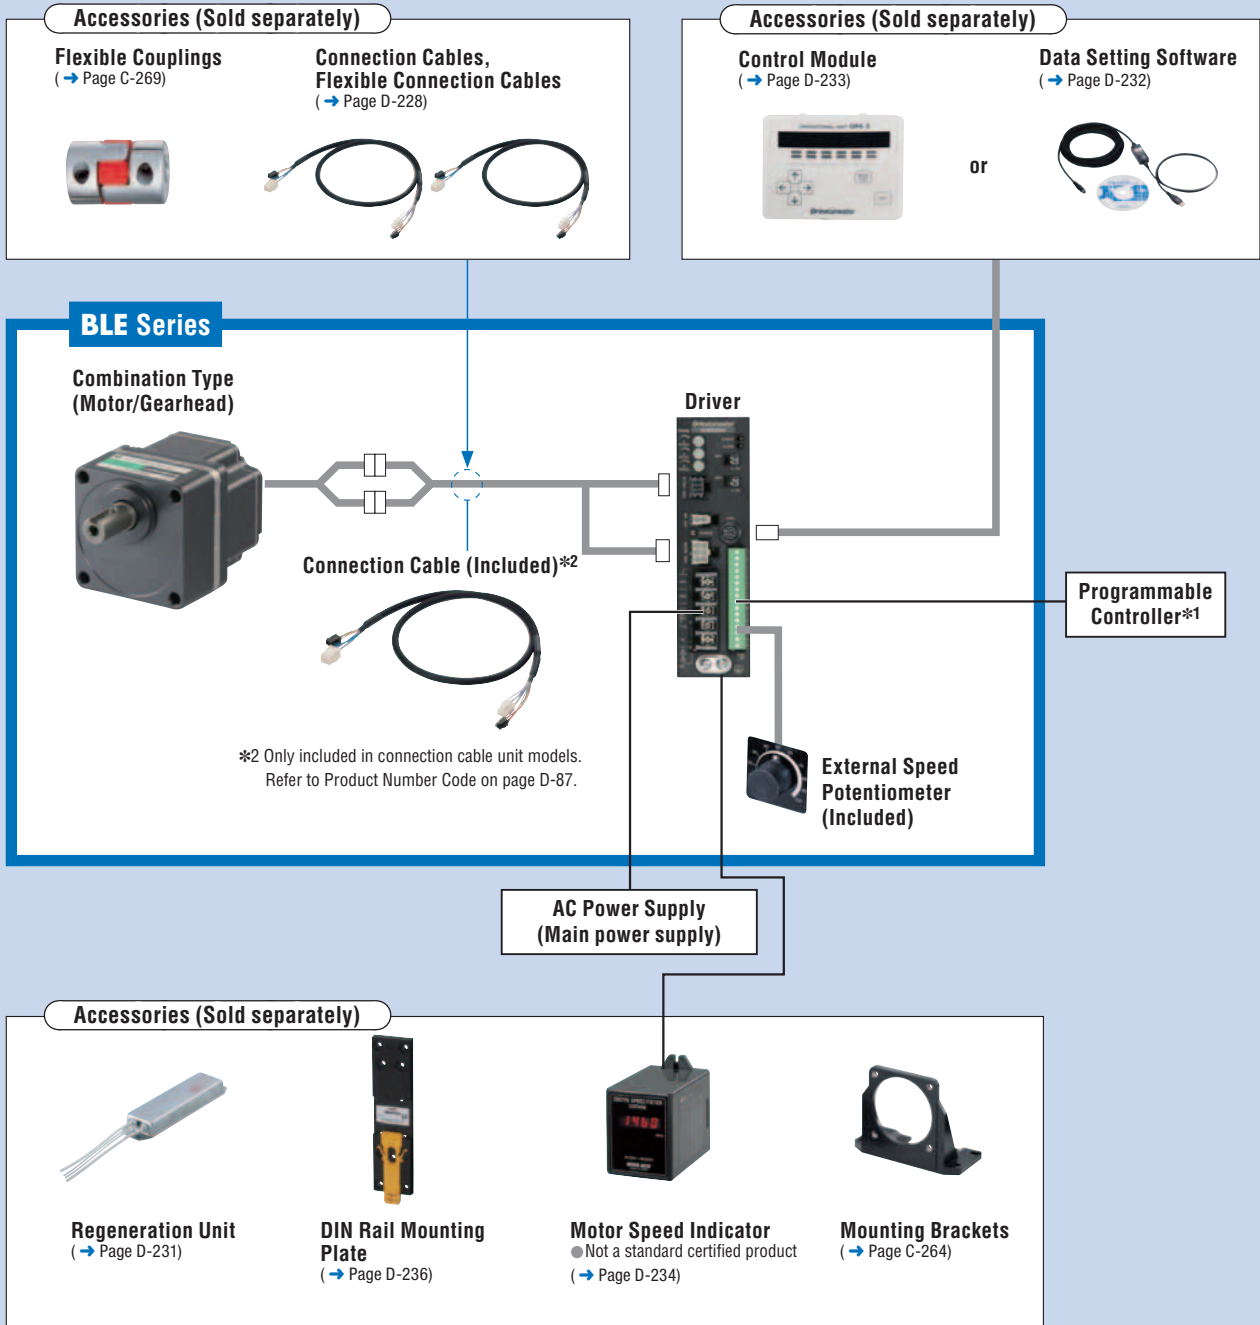 Accessories (Sold separately)
Flexible Couplings
( → Page C-269)
Connection Cables,
Flexible Connection Cables
( → Page D-228)
Accessories (Sold separately)
Control Module
( → Page D-233)
or
Data Setting Software
( → Page D-232)
BLE Series
Combination Type
(Motor/Gearhead)
Driver
Connection Cable (Included)*2
Programmable
Controller*1
*2 Only included in connection cable unit models.
Refer to Product Number Code on page D-87.
External Speed
Potentiometer
(Included)
AC Power Supply
(Main power supply)
Accessories (Sold separately)
1460
Regeneration Unit
( → Page D-231)
DIN Rail Mounting
Plate
( → Page D-236)
Motor Speed Indicator
●Not a standard certified product
( → Page D-234)
Mounting Brackets
( → Page C-264)